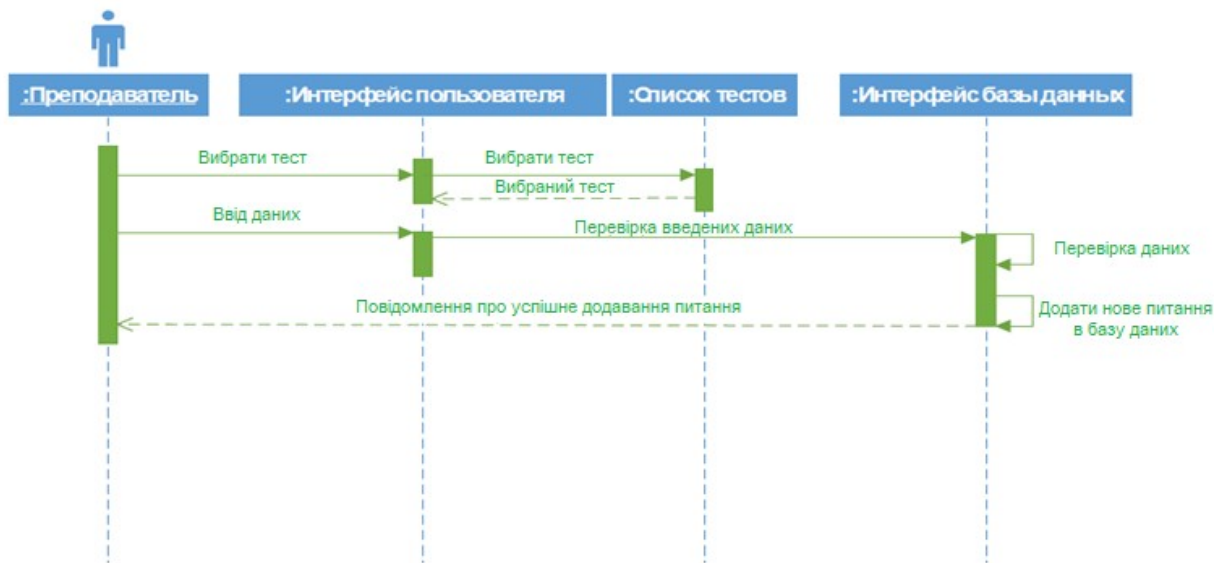 :Преподаватель
:Интерфейс пользователя
:Список тестов
:Интерфейс базы данных
Вибрати тест
Вибрати тест
Вибраний тест
Ввід даних
Перевірка введених даних
Перевірка даних
Повідомлення про успішне додавання питання
Додати нове питання
в базу даних